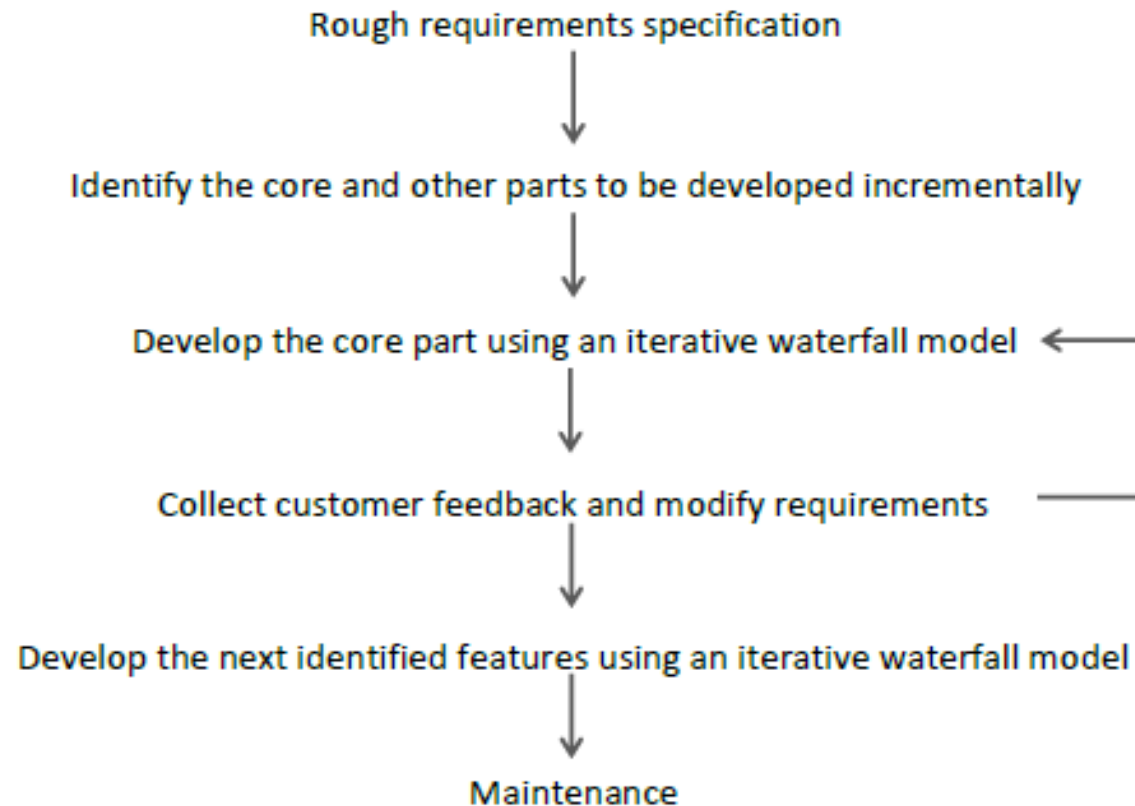 Rough requirements specification
Identify the core and other parts to be developed incrementally
Develop the core part using an iterative waterfall model
Collect customer feedback and modify requirements
Develop the next identified features using an iterative waterfall model
Maintenance